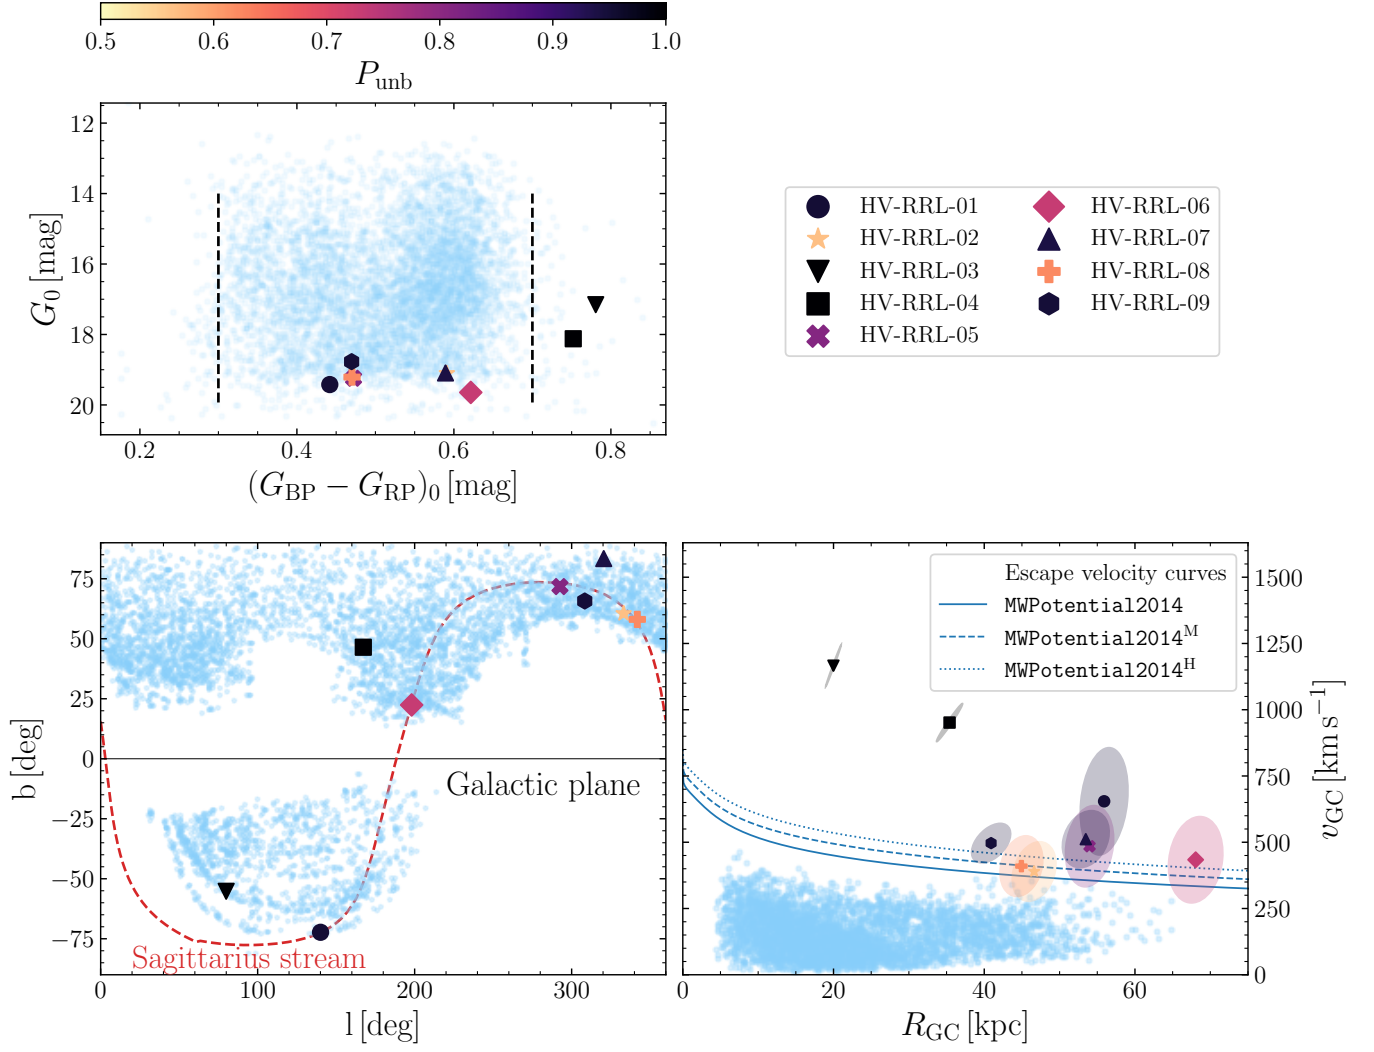 0.5 0.6 0.7 0.8 0.9 1.0
P_unb
12
14
16
18
20
G_0 [mag]
0.2 0.4 0.6 0.8
(G_BP − G_RP)_0 [mag]
HV-RRL-01
HV-RRL-02
HV-RRL-03
HV-RRL-04
HV-RRL-05
HV-RRL-06
HV-RRL-07
HV-RRL-08
HV-RRL-09
75
50
25
0
−25
−50
−75
b [deg]
Galactic plane
Sagittarius stream
0 100 200 300
l [deg]
Escape velocity curves
MWPotential2014
MWPotential2014^M
MWPotential2014^H
1500
1250
1000
750
500
250
0
v_GC [km s^−1]
0 20 40 60
R_GC [kpc]